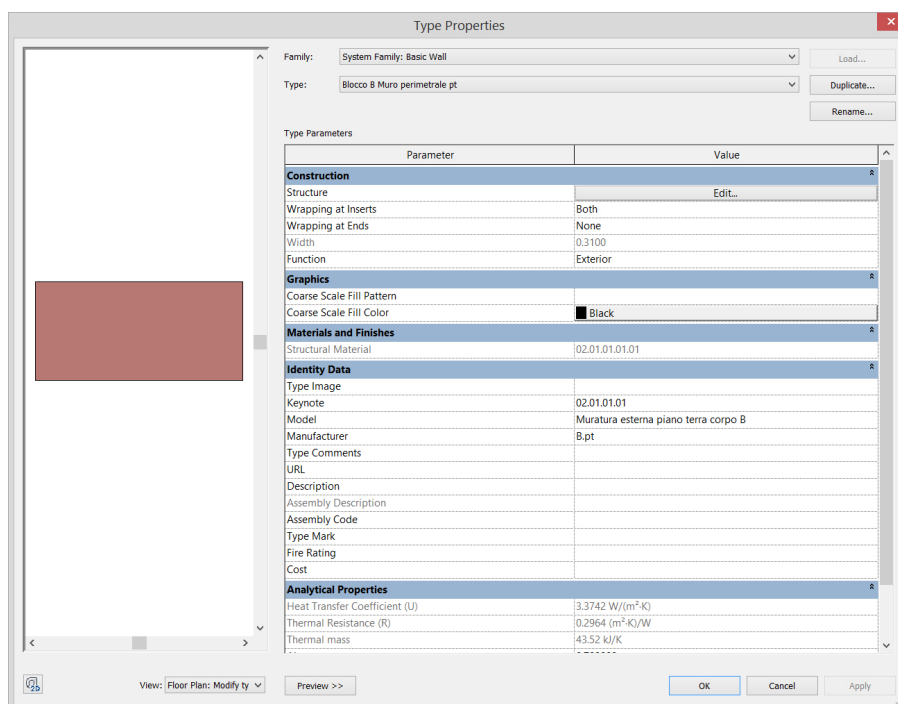 Type Properties
Family: System Family: Basic Wall Load...
Type: Blocco B Muro perimetrale pt Duplicate...
Rename...
Type Parameters
Parameter Value
Construction
Structure Edit...
Wrapping at Inserts Both
Wrapping at Ends None
Width 0.3100
Function Exterior
Graphics
Coarse Scale Fill Pattern
Coarse Scale Fill Color Black
Materials and Finishes
Structural Material 02.01.01.01.01
Identity Data
Type Image
Keynote 02.01.01.01
Model Muratura esterna piano terra corpo B
Manufacturer B.pt
Type Comments
URL
Description
Assembly Description
Assembly Code
Type Mark
Fire Rating
Cost
Analytical Properties
Heat Transfer Coefficient (U) 3.3742 W/(m²·K)
Thermal Resistance (R) 0.2964 (m²·K)/W
Thermal mass 43.52 kJ/K
2D View: Floor Plan: Modify ty Preview >> OK Cancel Apply